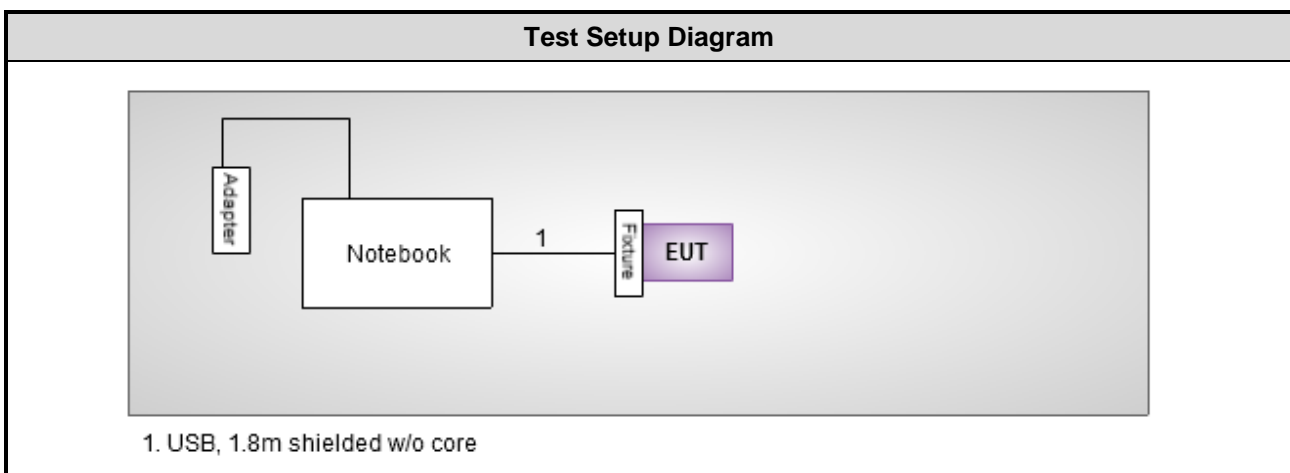 Test Setup Diagram
Adapter
Notebook
1
Fixture
EUT
1. USB, 1.8m shielded w/o core